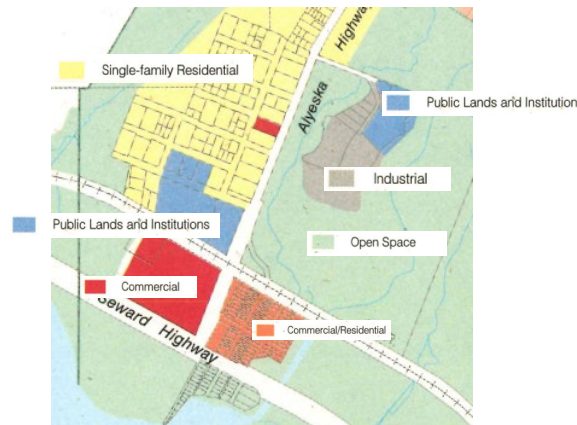 Highway
Single-family Residential
Alyeska
Public Lands and Institution
Industrial
Public Lands and Institutions
Open Space
Commercial
Seward Highway
Commercial/Residential